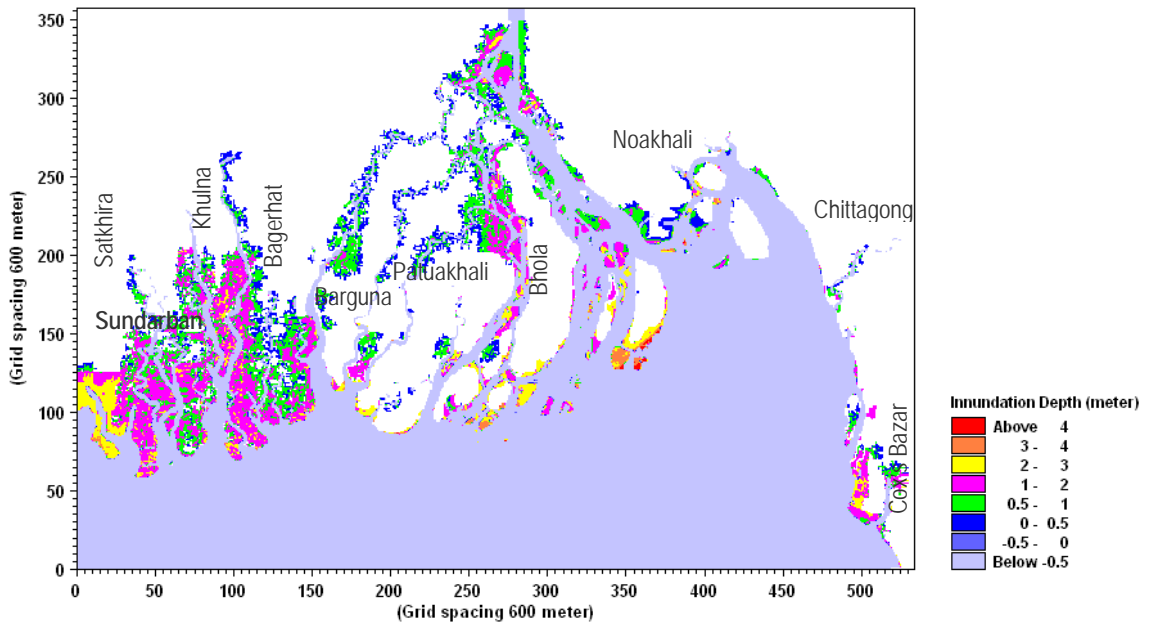 (Grid spacing 600 meter)
350
300
250
200
150
100
50
0
0 50 100 150 200 250 300 350 400 450 500
(Grid spacing 600 meter)
Satkhira
Khulna
Bagerhat
Sundarban
Barguna
Patuakhali
Bhola
Noakhali
Chittagong
Cox's Bazar
Innundation Depth (meter)
Above 4
3 - 4
2 - 3
1 - 2
0.5 - 1
0 - 0.5
-0.5 - 0
Below -0.5